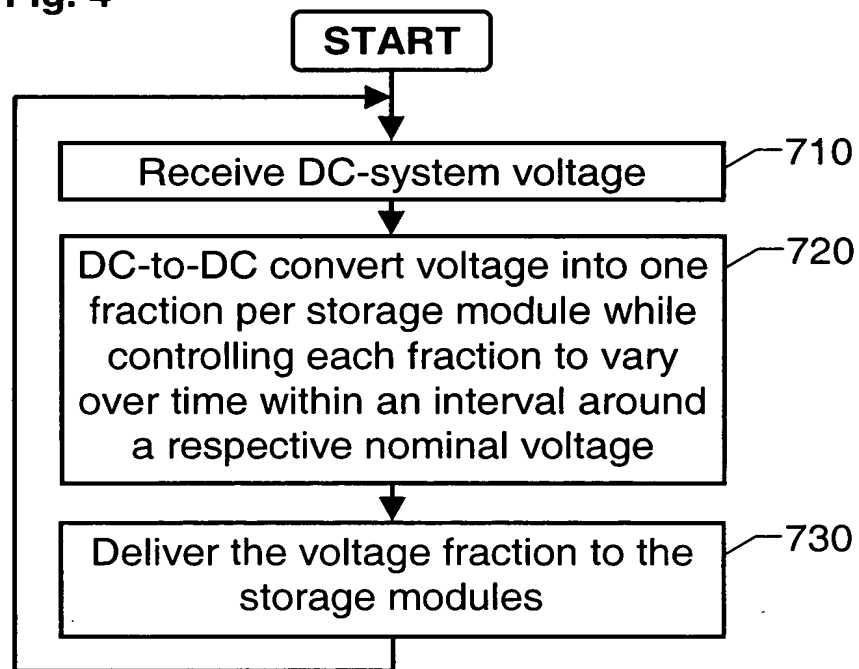 Fig. 4
START
Receive DC-system voltage
710
DC-to-DC convert voltage into one
fraction per storage module while
controlling each fraction to vary
over time within an interval around
a respective nominal voltage
720
Deliver the voltage fraction to the
storage modules
730